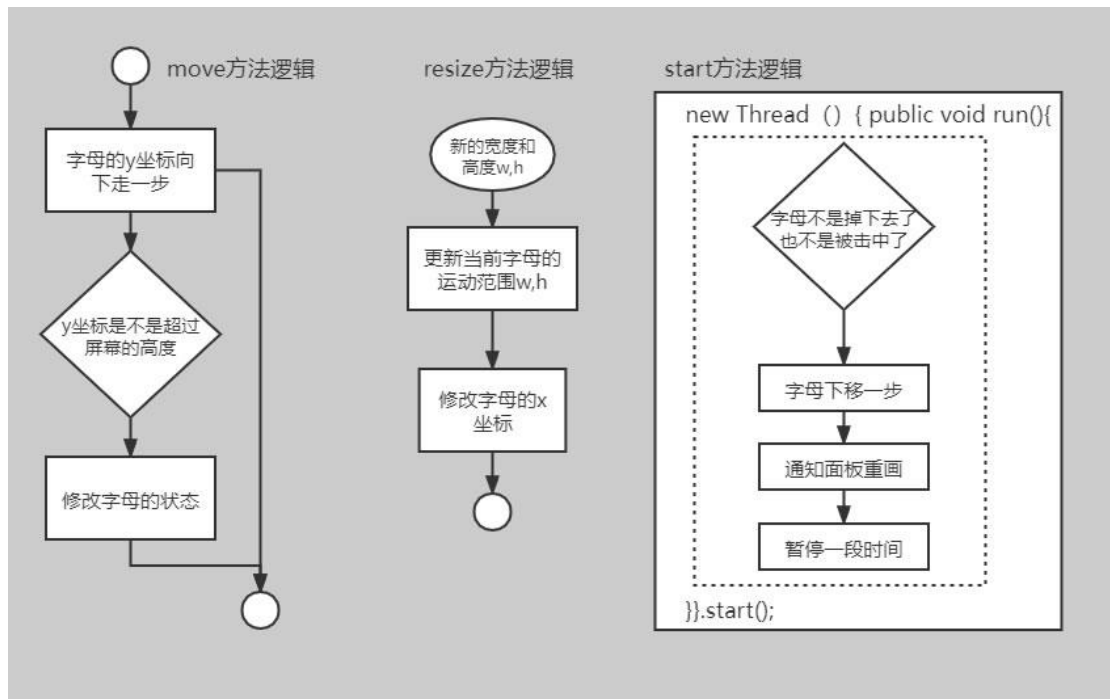 move方法逻辑
字母的y坐标向
下走一步
y坐标是不是超过
屏幕的高度
修改字母的状态
resize方法逻辑
新的宽度和
高度w,h
更新当前字母的
运动范围w,h
修改字母的x
坐标
start方法逻辑
new Thread （）{ public void run(){
字母不是掉下去了
也不是被击中了
字母下移一步
通知面板重画
暂停一段时间
}}.start();